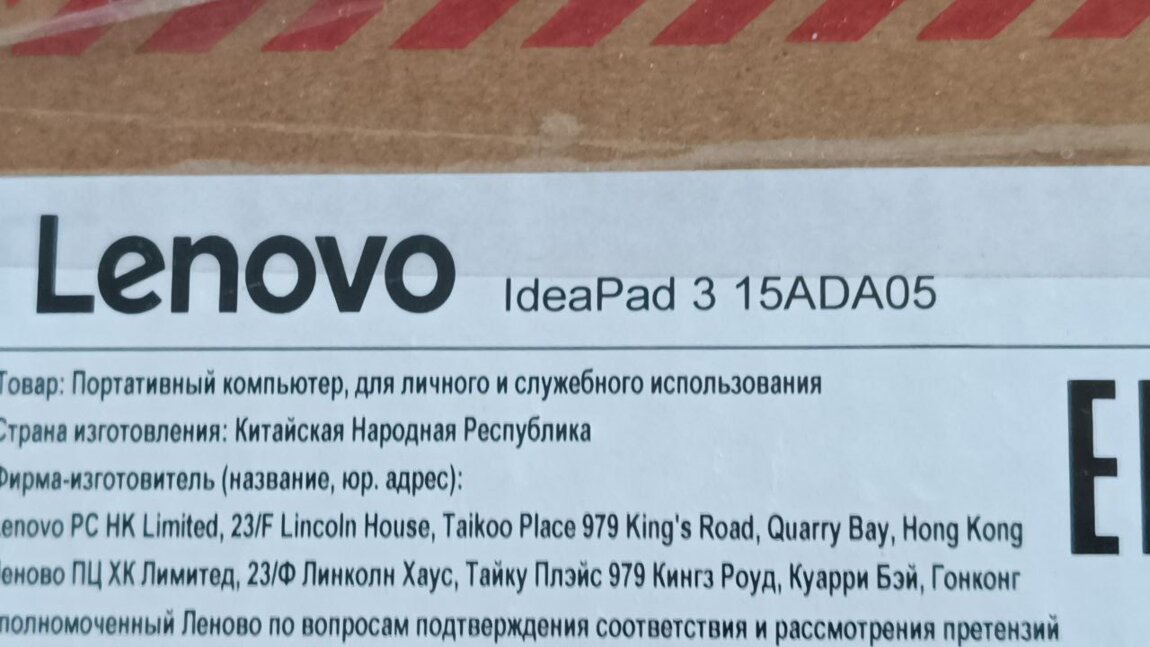 Lenovo IdeaPad 3 15ADA05
Товар: Портативный компьютер, для личного и служебного использования
Страна изготовления: Китайская Народная Республика
Фирма-изготовитель (название, юр. адрес):
Lenovo PC HK Limited, 23/F Lincoln House, Taikoo Place 979 King's Road, Quarry Bay, Hong Kong
Леново ПЦ ХК Лимитед, 23/Ф Линколн Хаус, Тайку Плэйс 979 Кингз Роуд, Куарри Бэй, Гонконг
полномоченный Леново по вопросам подтверждения соответствия и рассмотрения претензий